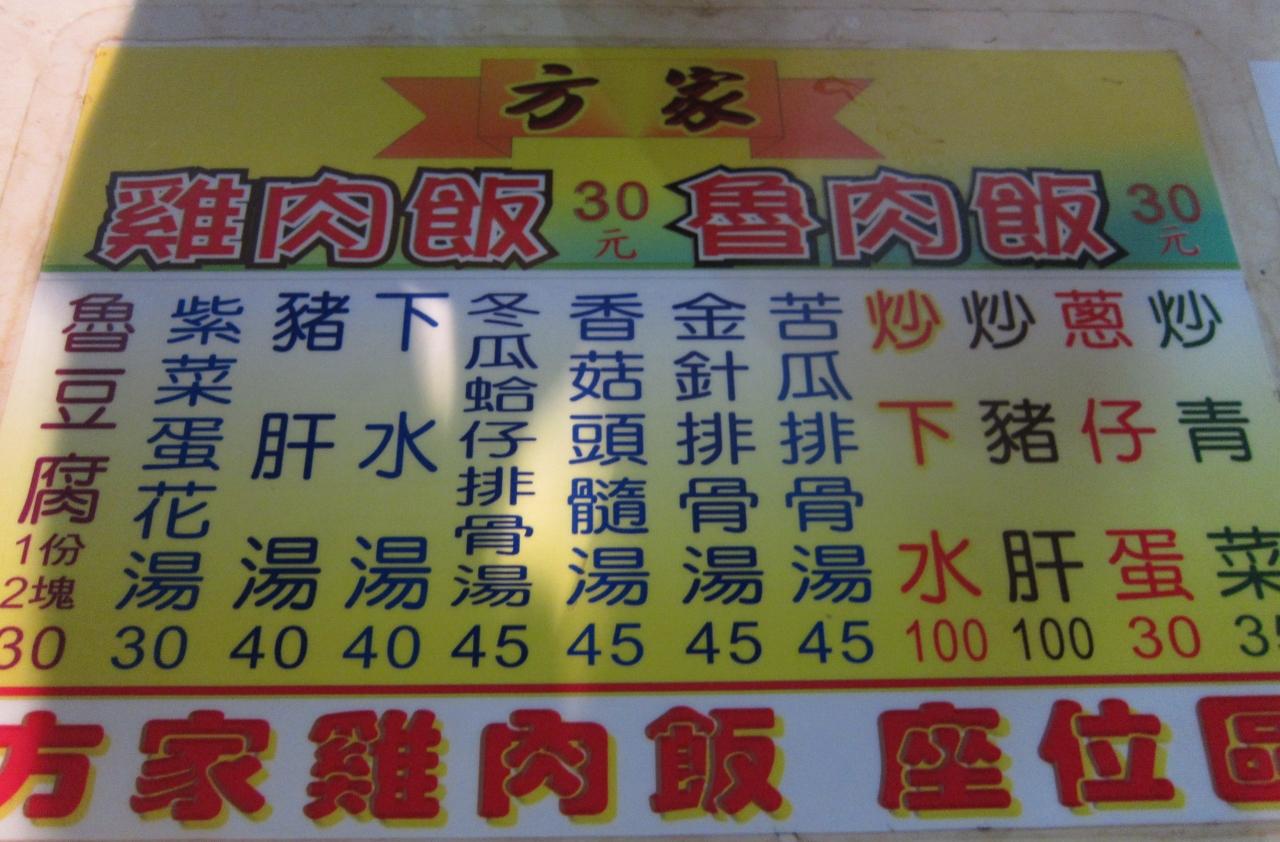 方家
雞肉飯 30元 魯肉飯 30元
炒青菜
蔥仔蛋 30
炒豬肝 100
炒下水 100
苦瓜排骨湯 45
金針排骨湯 45
香菇頭髓湯 45
冬瓜蛤仔排骨湯 45
下水湯 40
豬肝湯 40
紫菜蛋花湯 30
魯豆腐 1份2塊 30
方家雞肉飯 座位區